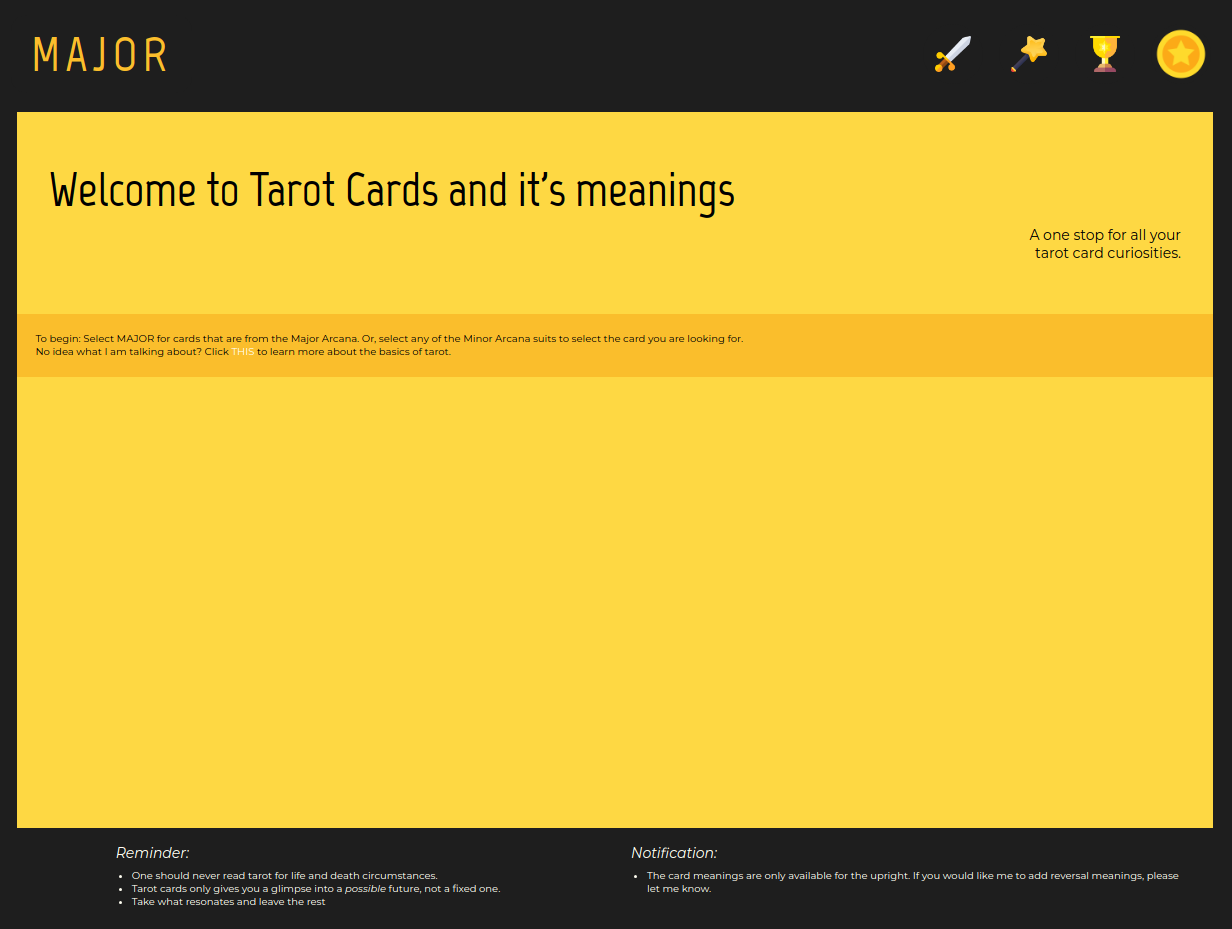 MAJOR
Welcome to Tarot Cards and it's meanings
A one stop for all your
tarot card curiosities.
To begin: Select MAJOR for cards that are from the Major Arcana. Or, select any of the Minor Arcana suits to select the card you are looking for.
No idea what I am talking about? Click THIS to learn more about the basics of tarot.
Reminder:
• One should never read tarot for life and death circumstances.
• Tarot cards only gives you a glimpse into a possible future, not a fixed one.
• Take what resonates and leave the rest
Notification:
• The card meanings are only available for the upright. If you would like me to add reversal meanings, please
let me know.